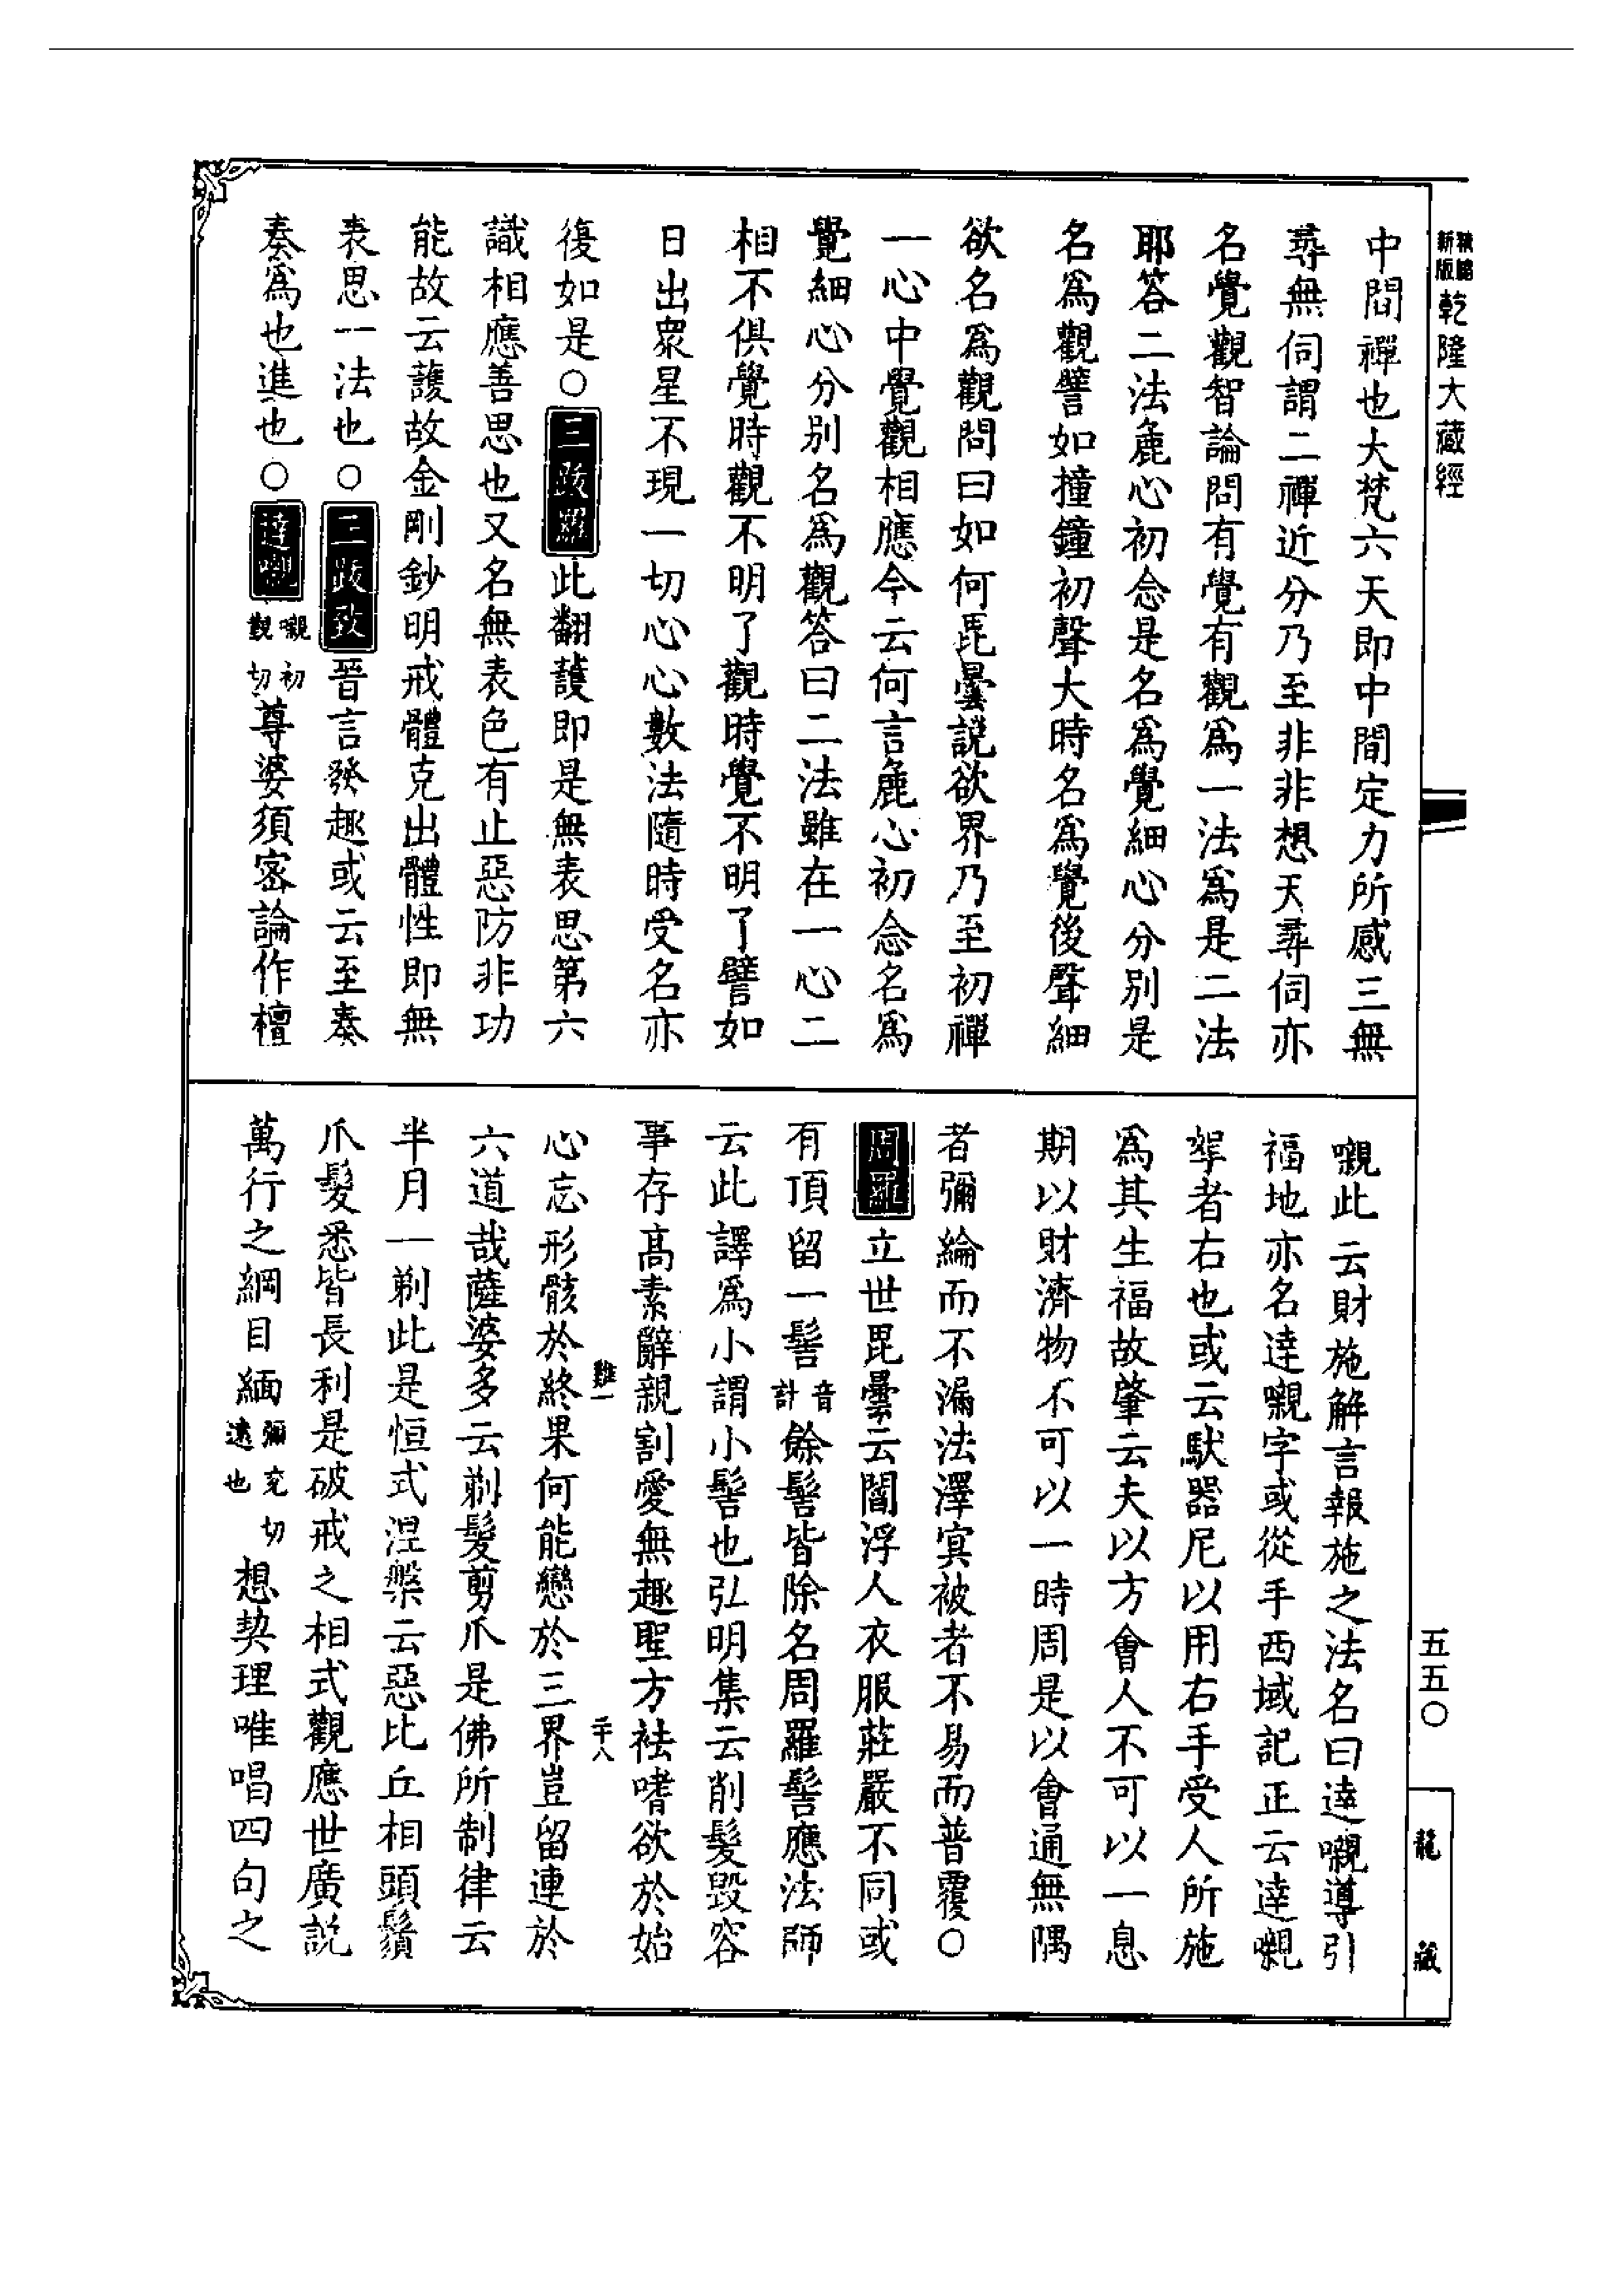 新版
乾隆大藏經
中間禪也大梵六天即中間定力所感三無
尋無伺謂二禪近分乃至非非想天尋伺亦
名覺觀智論問有覺有觀爲一法爲是二法
耶答二法麁心初念是名爲覺細心分別是
名爲觀譬如撞鐘初聲大時名爲覺後聲細
欲名爲觀問曰如何毘曇說欲界乃至初禪
一心中覺觀相應今云何言麁心初念名爲
覺細心分別名爲觀答曰二法雖在一心二
相不俱覺時觀不明了觀時覺不明了譬如
日出衆星不現一切心心數法隨時受名亦
復如是○三跋羅此翻護即是無表思第六
識相應善思也又名無表色有止惡防非功
能故云護故金剛鈔明戒體克出體性即無
表思一法也○三跋致晉言發趣或云至奏
奏爲也進也○達嚫嚫初覲切尊婆須密論作檀
嚫此云財施解言報施之法名曰達嚫導引
福地亦名達嚫字或從手西域記正云達嚫
拏者右也或云馱器尼以用右手受人所施
爲其生福故肇云夫以方會人不可以一息
期以財濟物不可以一時周是以會通無隅
者彌綸而不漏法澤冥被者不易而普覆○
周羅立世毘曇云閻浮人衣服莊嚴不同或
有頂留一髻音計餘髻皆除名周羅髻應法師
云此譯爲小謂小髻也弘明集云削髮毀容
事存高素辭親割愛無趣聖方袪嗜欲於始
心忘形骸於終果何能戀於三界豈留連於
六道哉薩婆多云剃髮剪爪是佛所制律云
半月一剃此是恒式涅槃云惡比丘相頭鬚
爪髮悉皆長利是破戒之相式觀應世廣說
萬行之綱目緬彌兖切遠也想契理唯唱四句之
五五○
龍藏